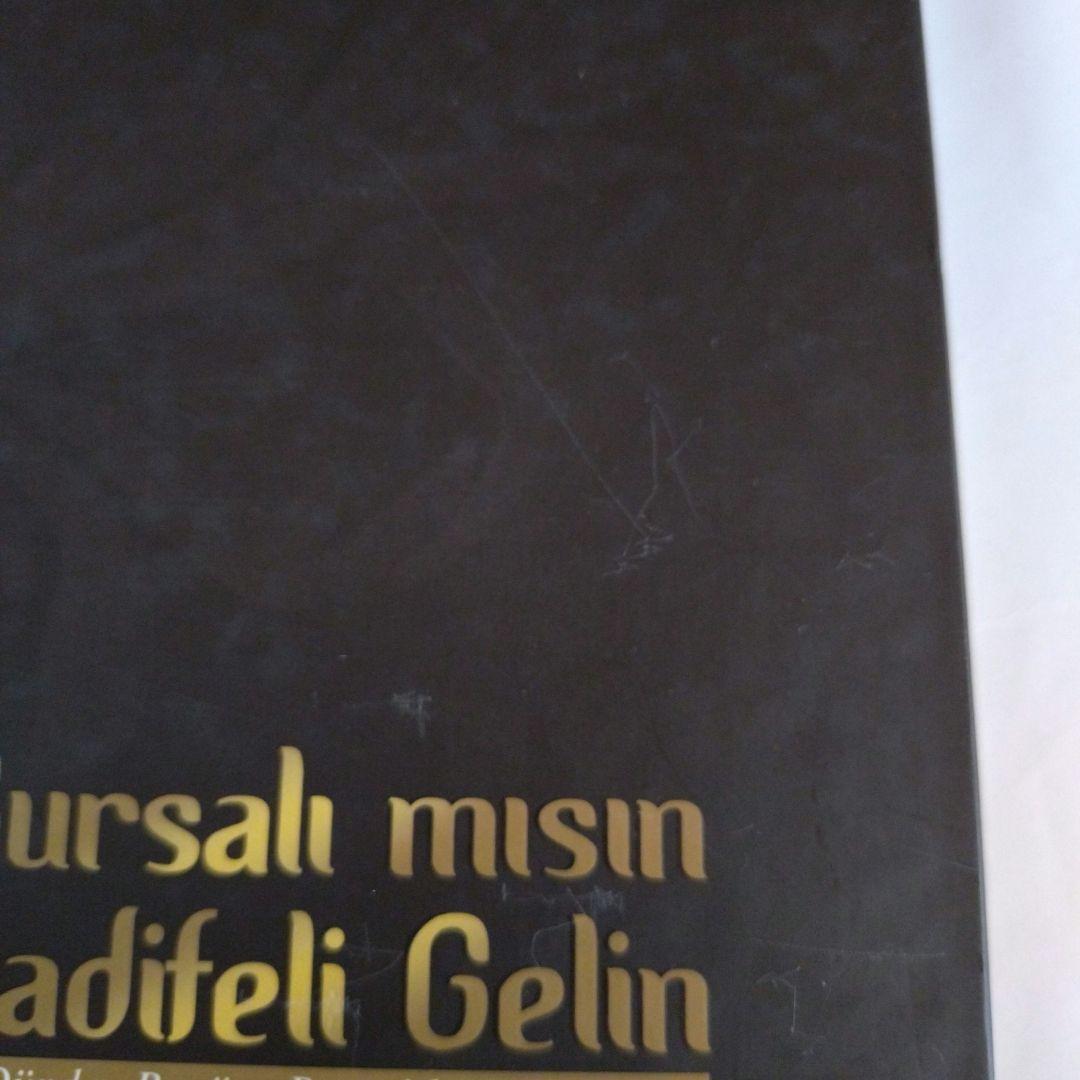 ursalı mısın
adifeli Gelin